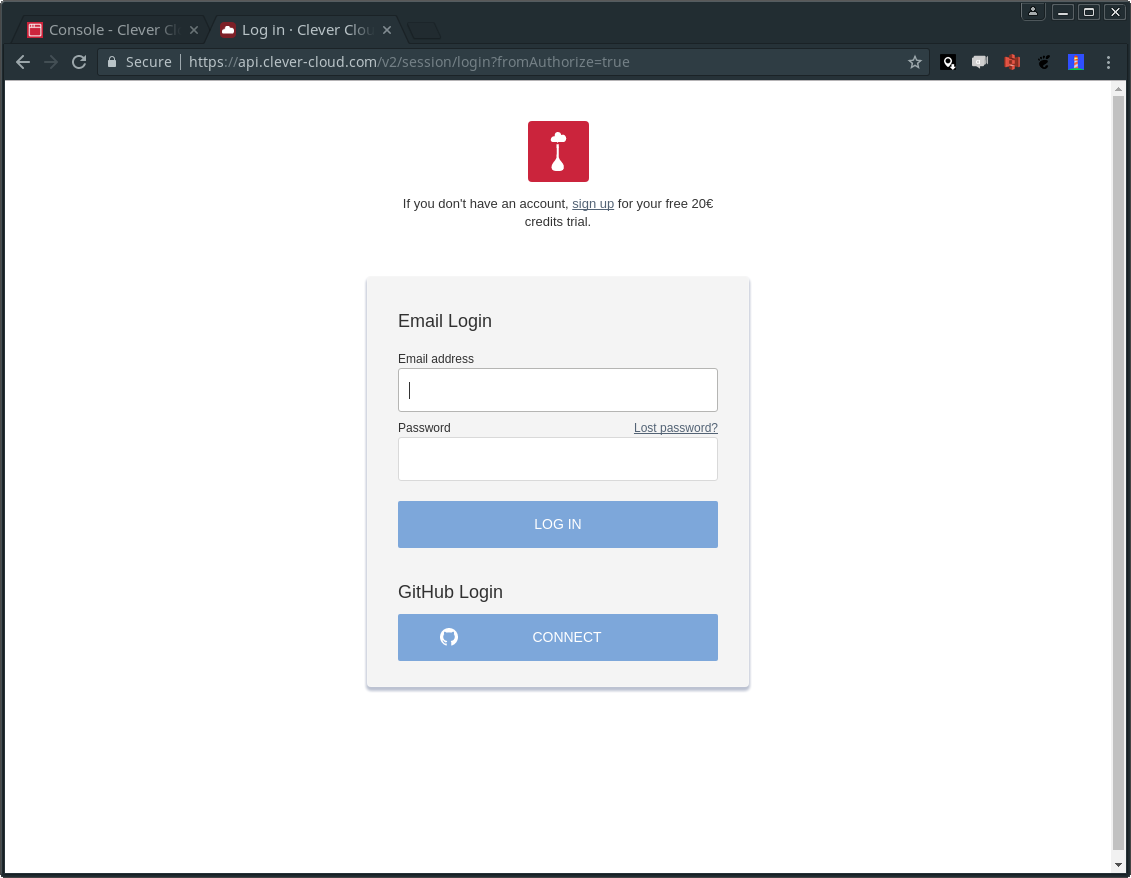 Console - Clever Cl
Log in · Clever Clou
Secure
https://api.clever-cloud.com/v2/session/login?fromAuthorize=true
If you don't have an account, sign up for your free 20€
credits trial.
Email Login
Email address
Password
Lost password?
LOG IN
GitHub Login
CONNECT